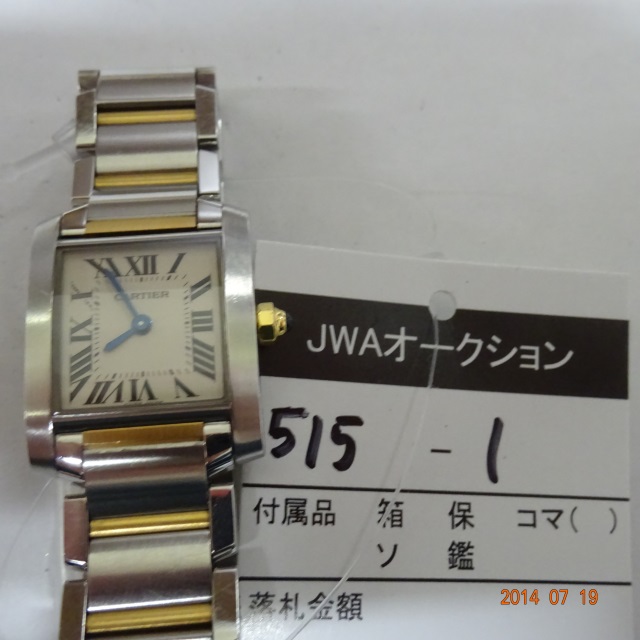 XII
CARTIER
JWAオークション
515 - 1
付属品 箱 保 コマ( )
ソ 鑑
落札金額
2014 07 19